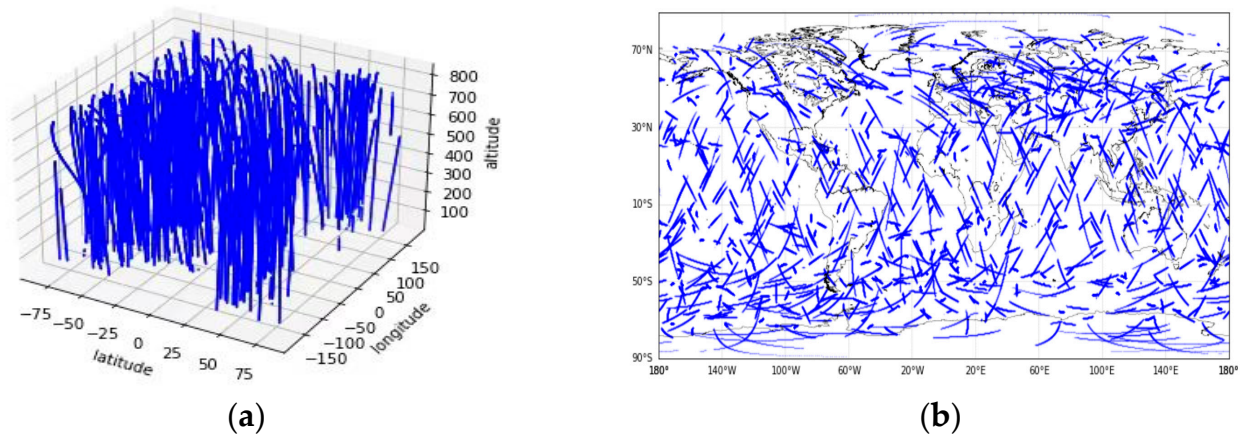 800
700
600
500
400
300
200
100
altitude
−75
−50
−25
0
25
50
75
latitude
150
100
50
0
−50
−100
−150
longitude
(a)
70°N
30°N
10°S
50°S
90°S
180°
140°W
100°W
60°W
20°W
20°E
60°E
100°E
140°E
180°
(b)